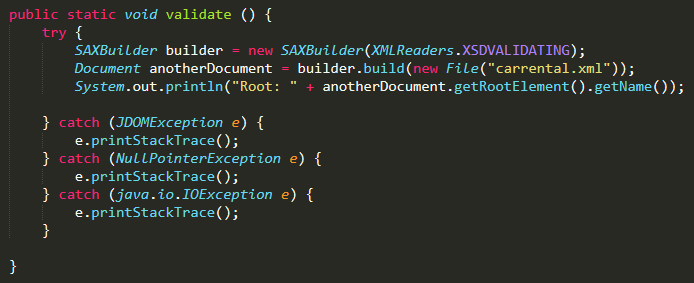 public static void validate () {
    try {
        SAXBuilder builder = new SAXBuilder(XMLReaders.XSDVALIDATING);
        Document anotherDocument = builder.build(new File("carrental.xml"));
        System.out.println("Root: " + anotherDocument.getRootElement().getName());

    } catch (JDOMException e) {
        e.printStackTrace();
    } catch (NullPointerException e) {
        e.printStackTrace();
    } catch (java.io.IOException e) {
        e.printStackTrace();
    }

}